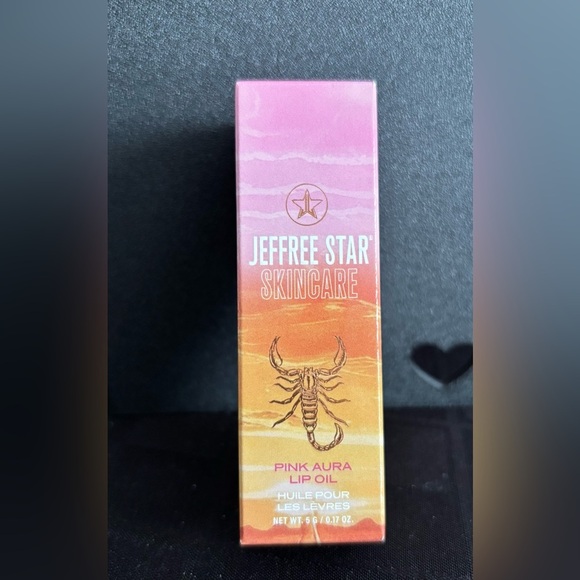 JEFFREE STAR®
SKINCARE
PINK AURA
LIP OIL
HUILE POUR
LES LÈVRES
NET WT. 5 G / 0.17 OZ.